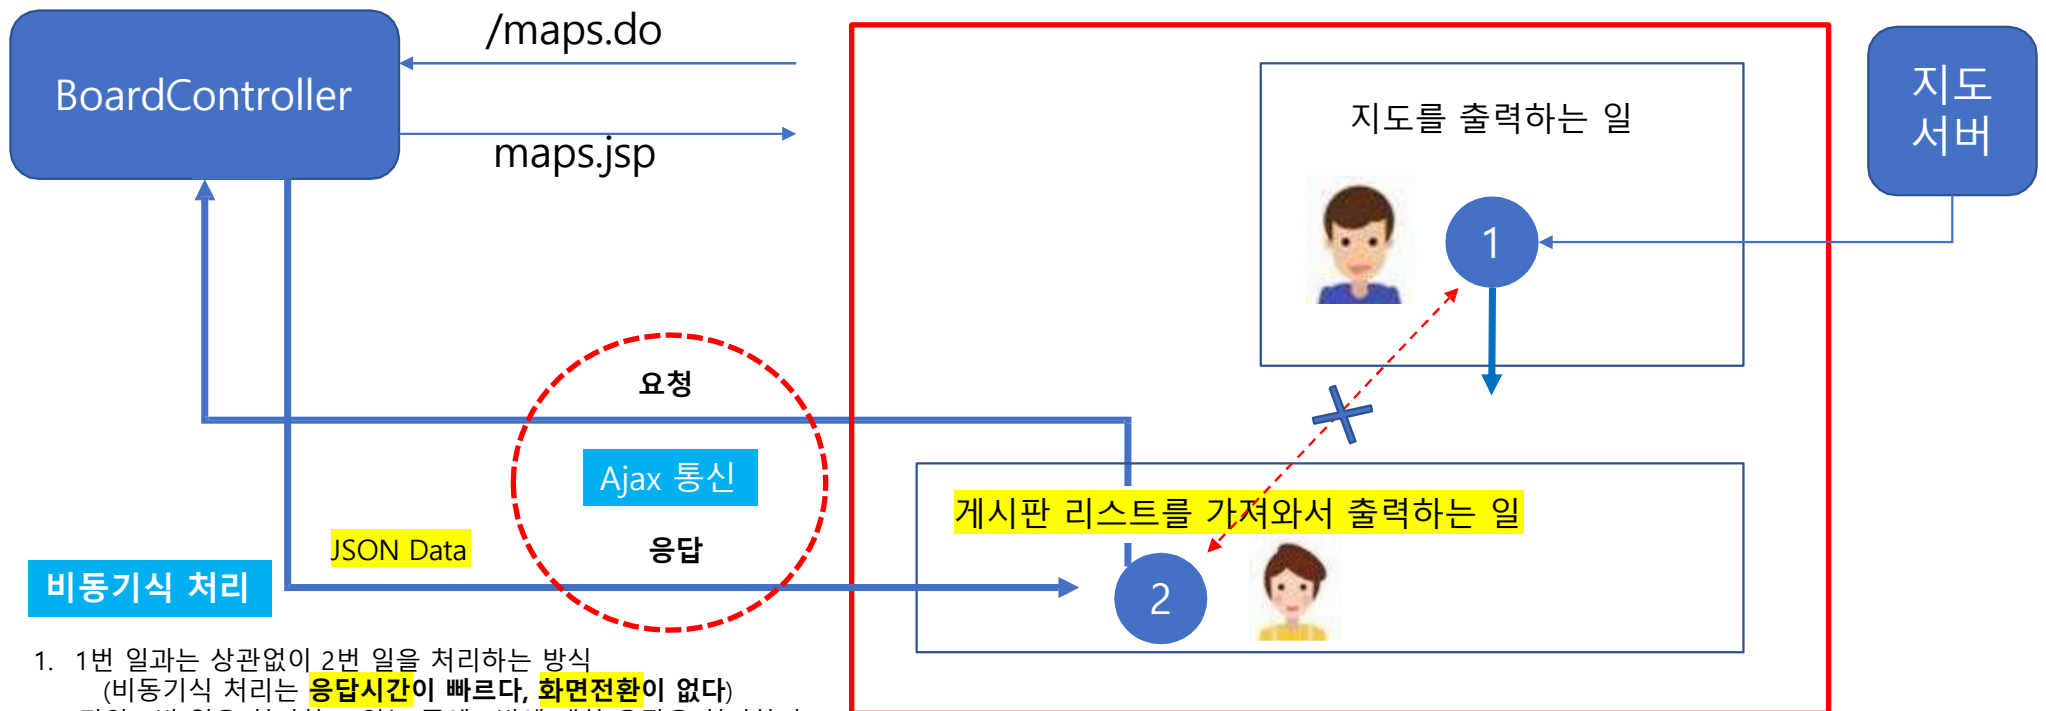 /maps.do
BoardController
maps.jsp
지도를 출력하는 일
지도
서버
1
요청
Ajax 통신
게시판 리스트를 가져와서 출력하는 일
JSON Data
응답
2
비동기식 처리
1. 1번 일과는 상관없이 2번 일을 처리하는 방식
(비동기식 처리는 응답시간이 빠르다, 화면전환이 없다)